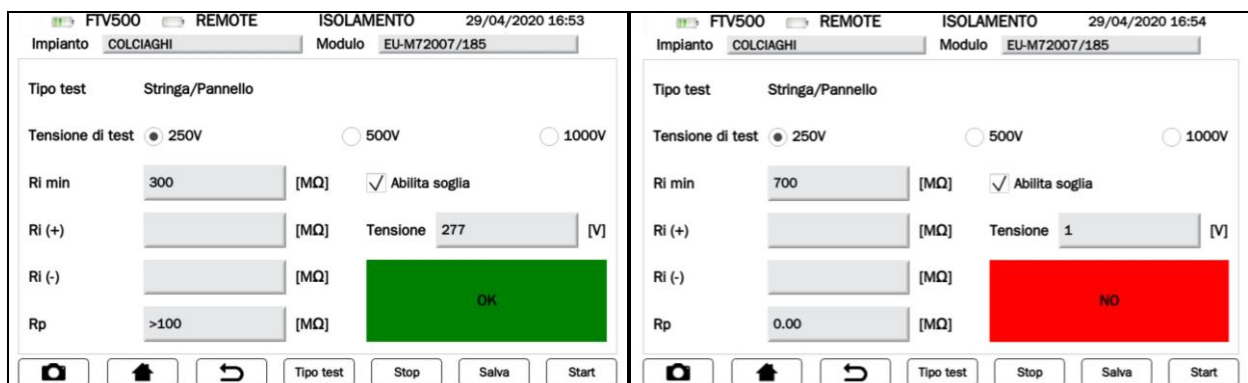 FTV500 REMOTE ISOLAMENTO 29/04/2020 16:53
Impianto COLCIAGHI Modulo EU-M72007/185
Tipo test Stringa/Pannello
Tensione di test 250V 500V 1000V
Ri min 300 [MΩ] Abilita soglia
Ri (+) [MΩ] Tensione 277 [V]
Ri (-) [MΩ]
OK
Rp >100 [MΩ]
Tipo test Stop Salva Start
FTV500 REMOTE ISOLAMENTO 29/04/2020 16:54
Impianto COLCIAGHI Modulo EU-M72007/185
Tipo test Stringa/Pannello
Tensione di test 250V 500V 1000V
Ri min 700 [MΩ] Abilita soglia
Ri (+) [MΩ] Tensione 1 [V]
Ri (-) [MΩ]
NO
Rp 0.00 [MΩ]
Tipo test Stop Salva Start